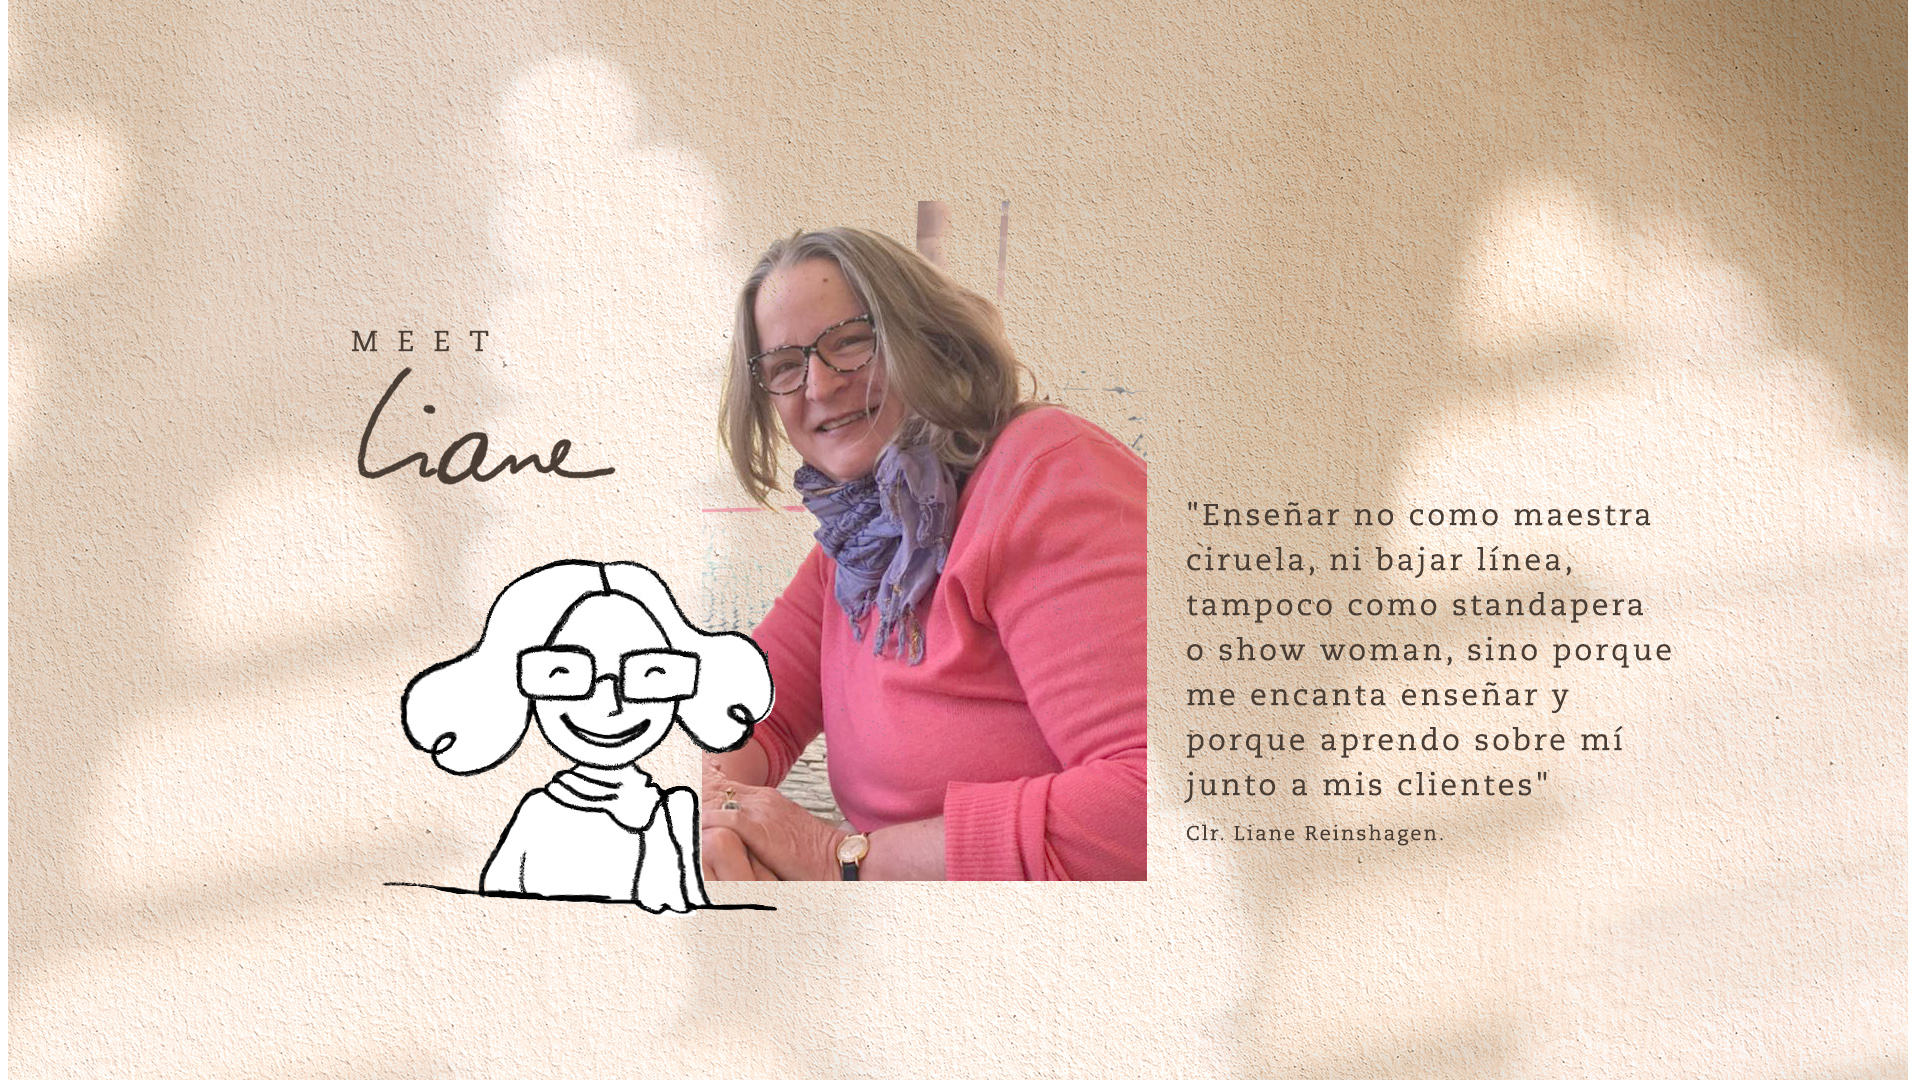 MEET
Liane
"Enseñar no como maestra
ciruela, ni bajar línea,
tampoco como standapera
o show woman, sino porque
me encanta enseñar y
porque aprendo sobre mí
junto a mis clientes"
Clr. Liane Reinshagen.